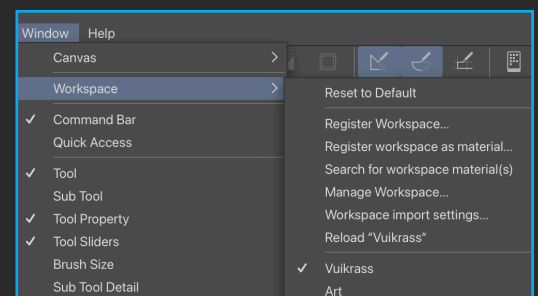 Window Help
Canvas
Workspace
Command Bar
Quick Access
Tool
Sub Tool
Tool Property
Tool Sliders
Brush Size
Sub Tool Detail
Reset to Default
Register Workspace...
Register workspace as material...
Search for workspace material(s)
Manage Workspace...
Workspace import settings...
Reload "Vuikrass"
Vuikrass
Art